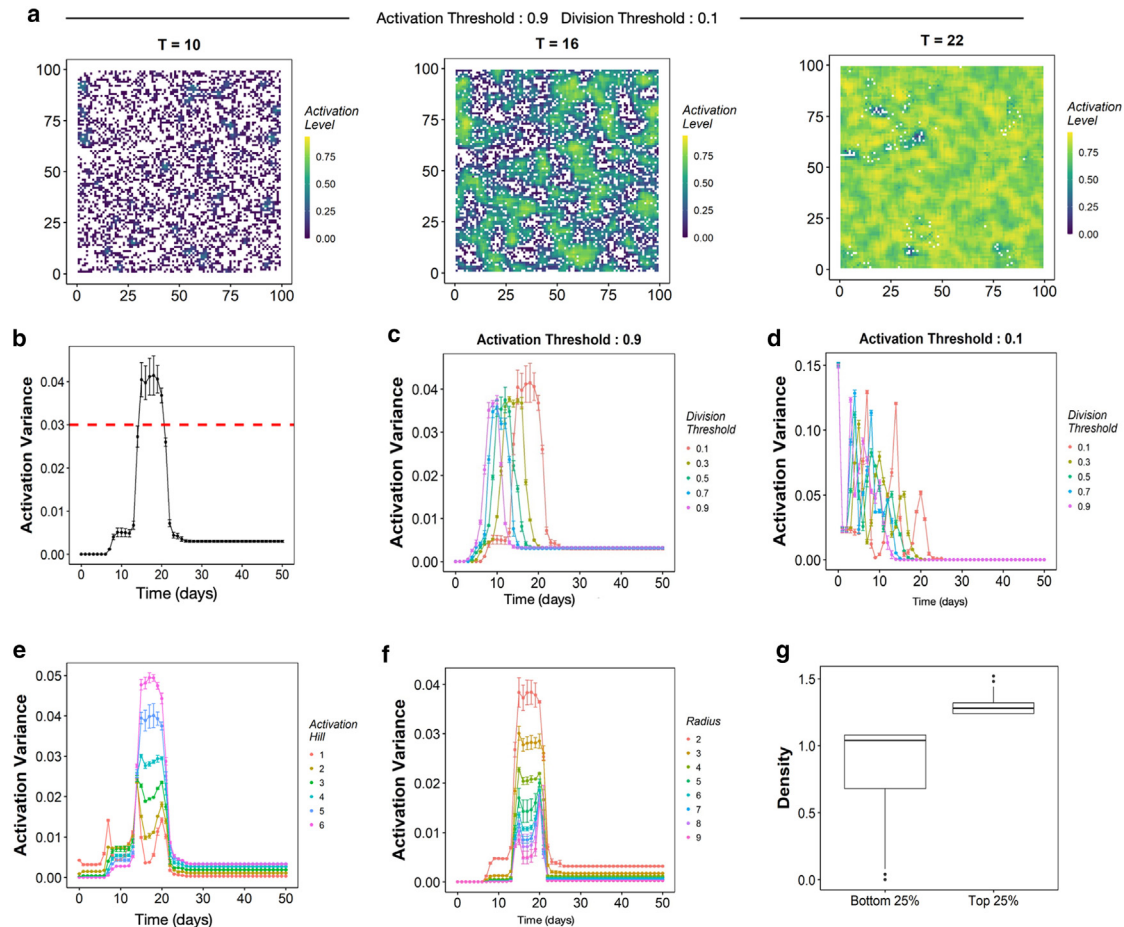 a
Activation Threshold : 0.9 Division Threshold : 0.1
T = 10
100
75
50
25
0
0 25 50 75 100
Activation
Level
0.75
0.50
0.25
0.00
T = 16
100
75
50
25
0
0 25 50 75 100
Activation
Level
0.75
0.50
0.25
0.00
T = 22
100
75
50
25
0
0 25 50 75 100
Activation
Level
0.75
0.50
0.25
0.00
b
Activation Variance
0.04
0.03
0.02
0.01
0.00
0 10 20 30 40 50
Time (days)
c
Activation Threshold : 0.9
Activation Variance
0.04
0.03
0.02
0.01
0.00
0 10 20 30 40 50
Time (days)
Division
Threshold
0.1
0.3
0.5
0.7
0.9
d
Activation Threshold : 0.1
Activation Variance
0.15
0.10
0.05
0.00
0 10 20 30 40 50
Time (days)
Division
Threshold
0.1
0.3
0.5
0.7
0.9
e
Activation Variance
0.05
0.04
0.03
0.02
0.01
0.00
0 10 20 30 40 50
Time (days)
Activation
Hill
1
2
3
4
5
6
f
Activation Variance
0.04
0.03
0.02
0.01
0.00
0 10 20 30 40 50
Time (days)
Radius
2
3
4
5
6
7
8
9
g
Density
1.5
1.0
0.5
0.0
Bottom 25% Top 25%